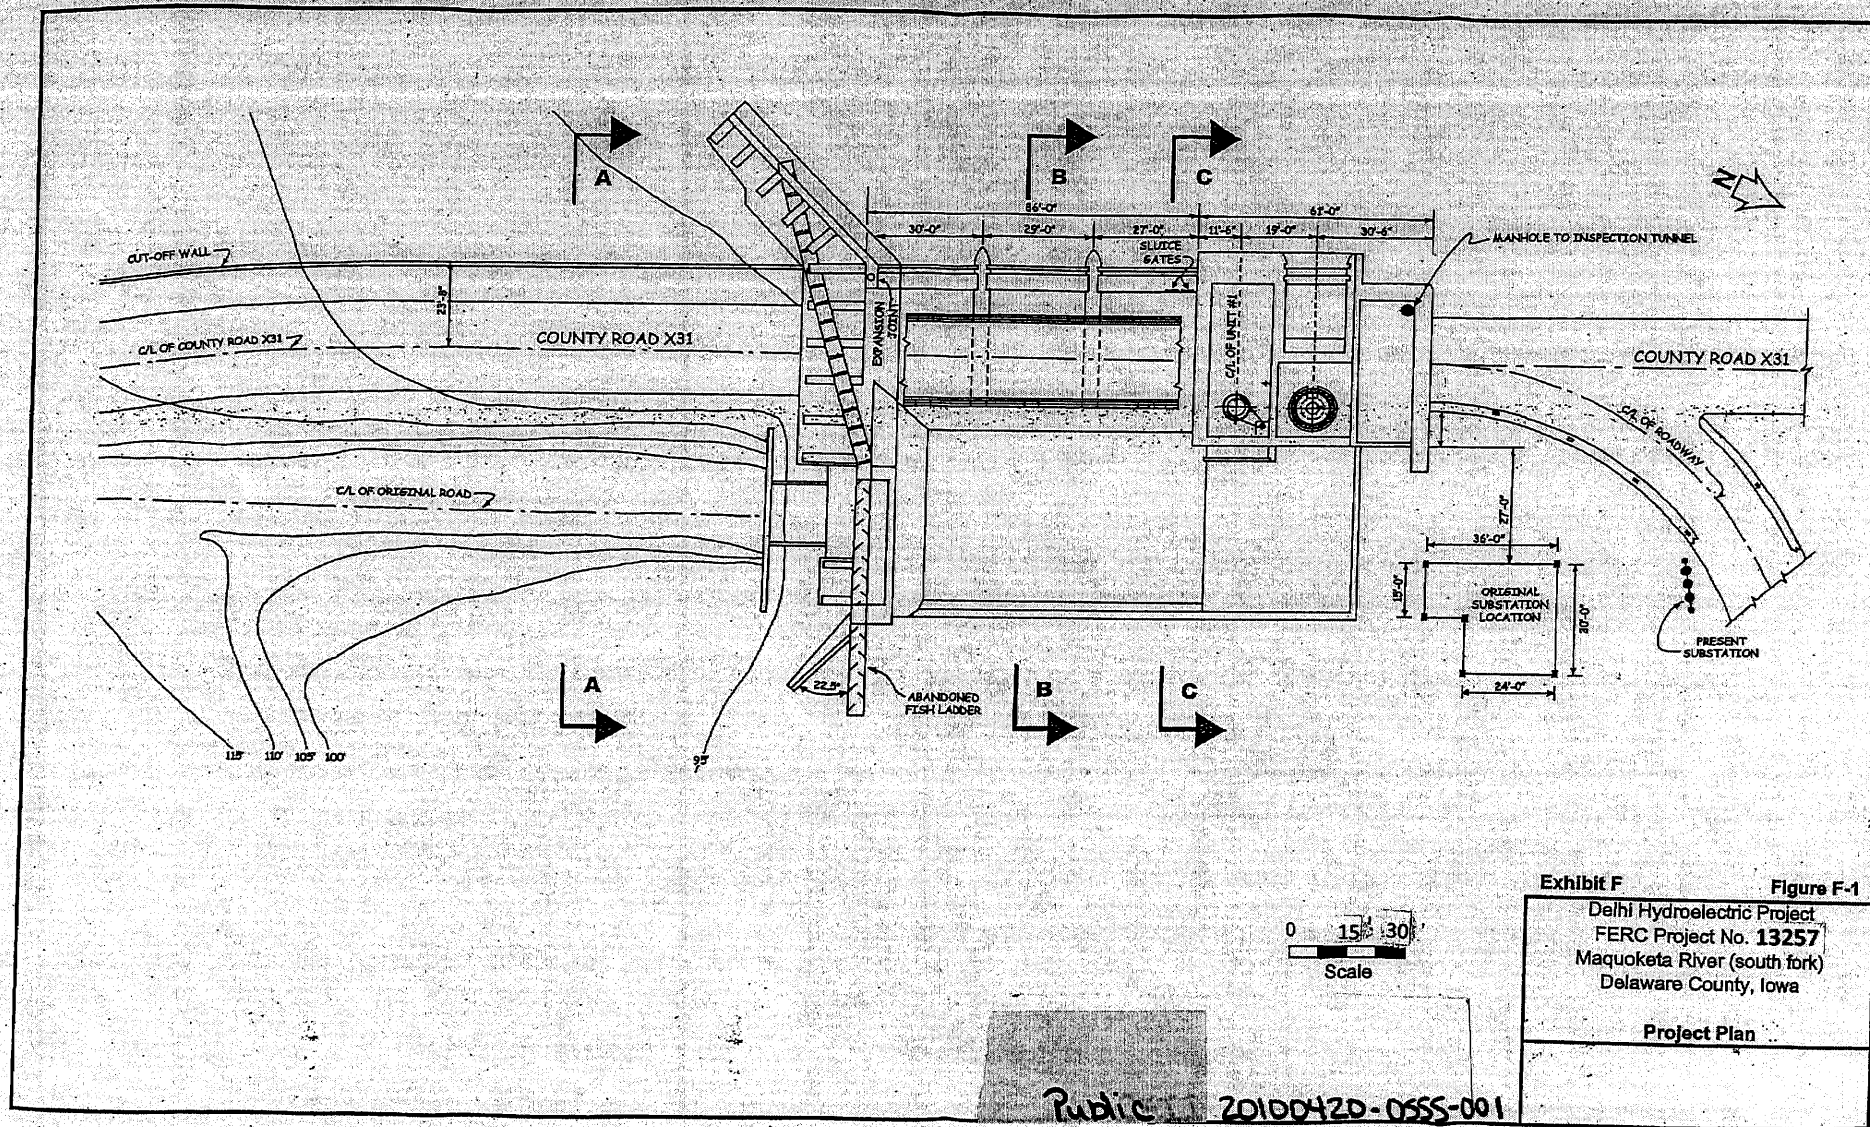 A
B
C
N
86'-0"
61'-0"
30'-0"
29'-0"
27'-0"
11'-6"
19'-0"
30'-6"
SLUICE
GATES
MANHOLE TO INSPECTION TUNNEL
CUT-OFF WALL
23'-8"
EXPANSION
JOINT
C/L OF UNIT #1
C/L OF COUNTY ROAD X31
COUNTY ROAD X31
COUNTY ROAD X31
C/L OF ROADWAY
C/L OF ORIGINAL ROAD
27'-0"
36'-0"
15'-0"
ORIGINAL
SUBSTATION
LOCATION
30'-0"
24'-0"
PRESENT
SUBSTATION
A
B
C
22.5°
ABANDONED
FISH LADDER
115'
110'
105'
100'
95'
Exhibit F
Figure F-1
Delhi Hydroelectric Project
FERC Project No. 13257
Maquoketa River (south fork)
Delaware County, Iowa
Project Plan
0 15' 30'
Scale
Public
20100420-0555-001